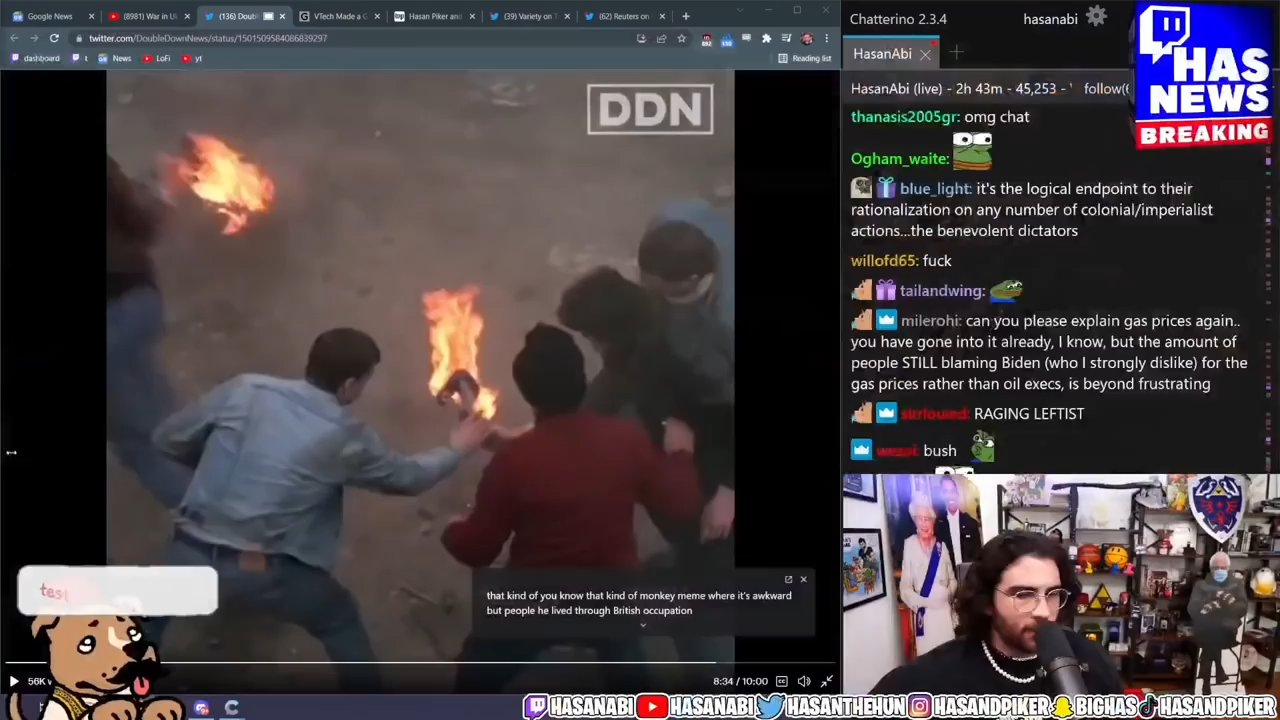 Google News
(8981) War in U
(136) Doubl
VTech Made a G
Hasan Piker and
(39) Variety on T
(62) Reuters on
twitter.com/DoubleDownNews/status/1501509584086839297
dashboard
t
News
LoFi
yt
Reading list
DDN
test
that kind of you know that kind of monkey meme where it's awkward
but people he lived through British occupation
56K
8:34 / 10:00
Chatterino 2.3.4
hasanabi
HasanAbi
HasanAbi (live) - 2h 43m - 45,253 -
follow(
HAS
NEWS
BREAKING
thanasis2005gr: omg chat
Ogham_waite:
blue_light: it's the logical endpoint to their
rationalization on any number of colonial/imperialist
actions...the benevolent dictators
willofd65: fuck
tailandwing:
milerohi: can you please explain gas prices again..
you have gone into it already, I know, but the amount of
people STILL blaming Biden (who I strongly dislike) for the
gas prices rather than oil execs, is beyond frustrating
RAGING LEFTIST
bush
HASANABI
HASANABI
HASANTHEHUN
HASANDPIKER
BIGHAS
HASANDPIKER